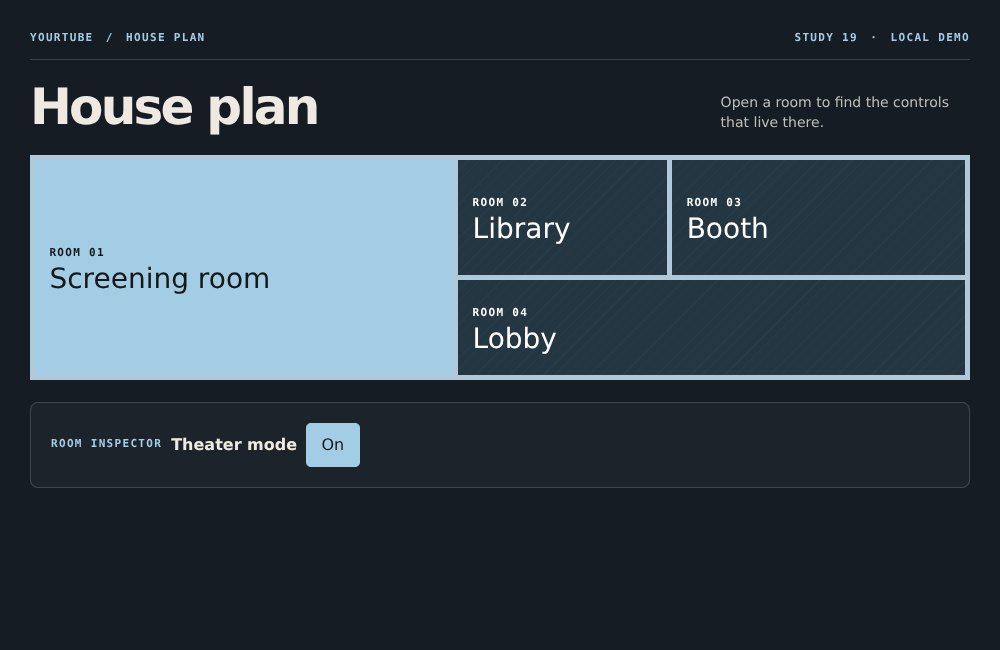 YOURTUBE / HOUSE PLAN
STUDY 19 · LOCAL DEMO
House plan
Open a room to find the controls
that live there.
ROOM 01
Screening room
ROOM 02
Library
ROOM 03
Booth
ROOM 04
Lobby
ROOM INSPECTOR Theater mode On